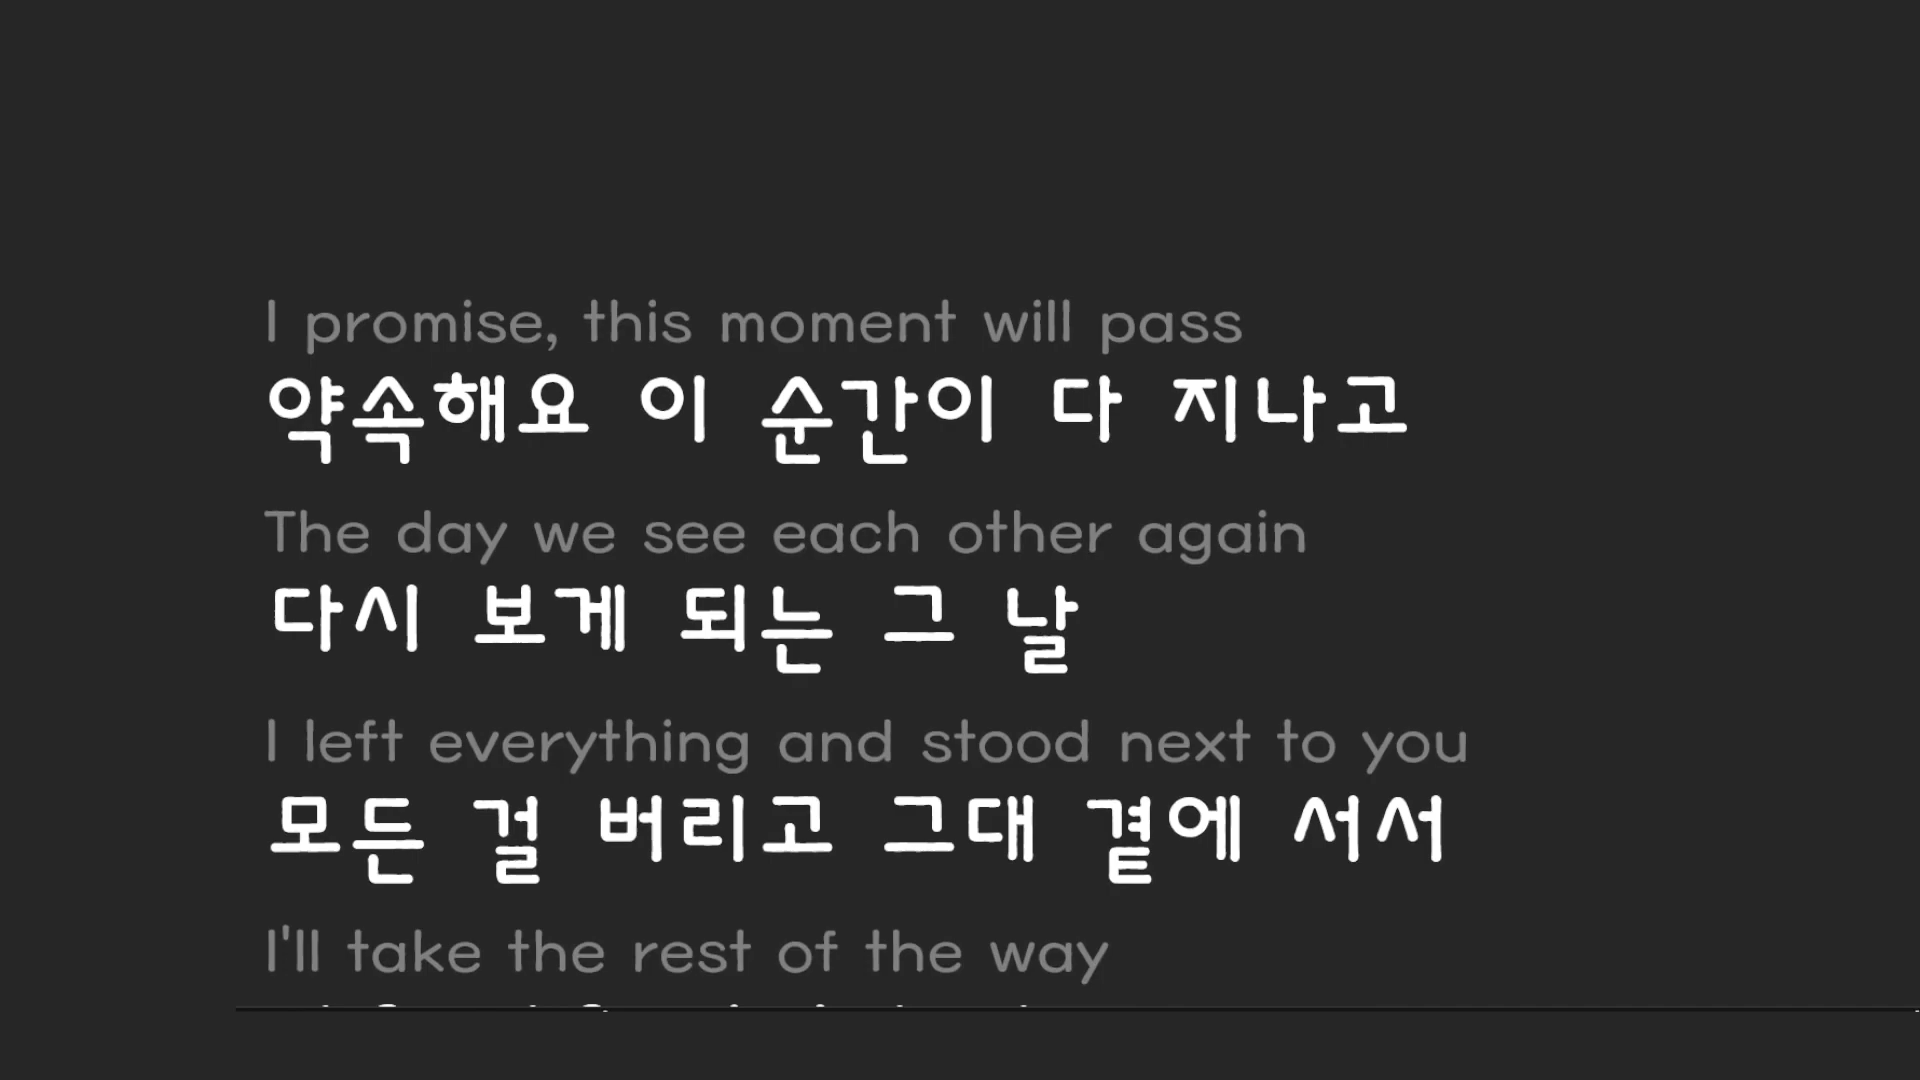 I promise, this moment will pass
약속해요 이 순간이 다 지나고
The day we see each other again
다시 보게 되는 그 날
I left everything and stood next to you
모든 걸 버리고 그대 곁에 서서
I'll take the rest of the way